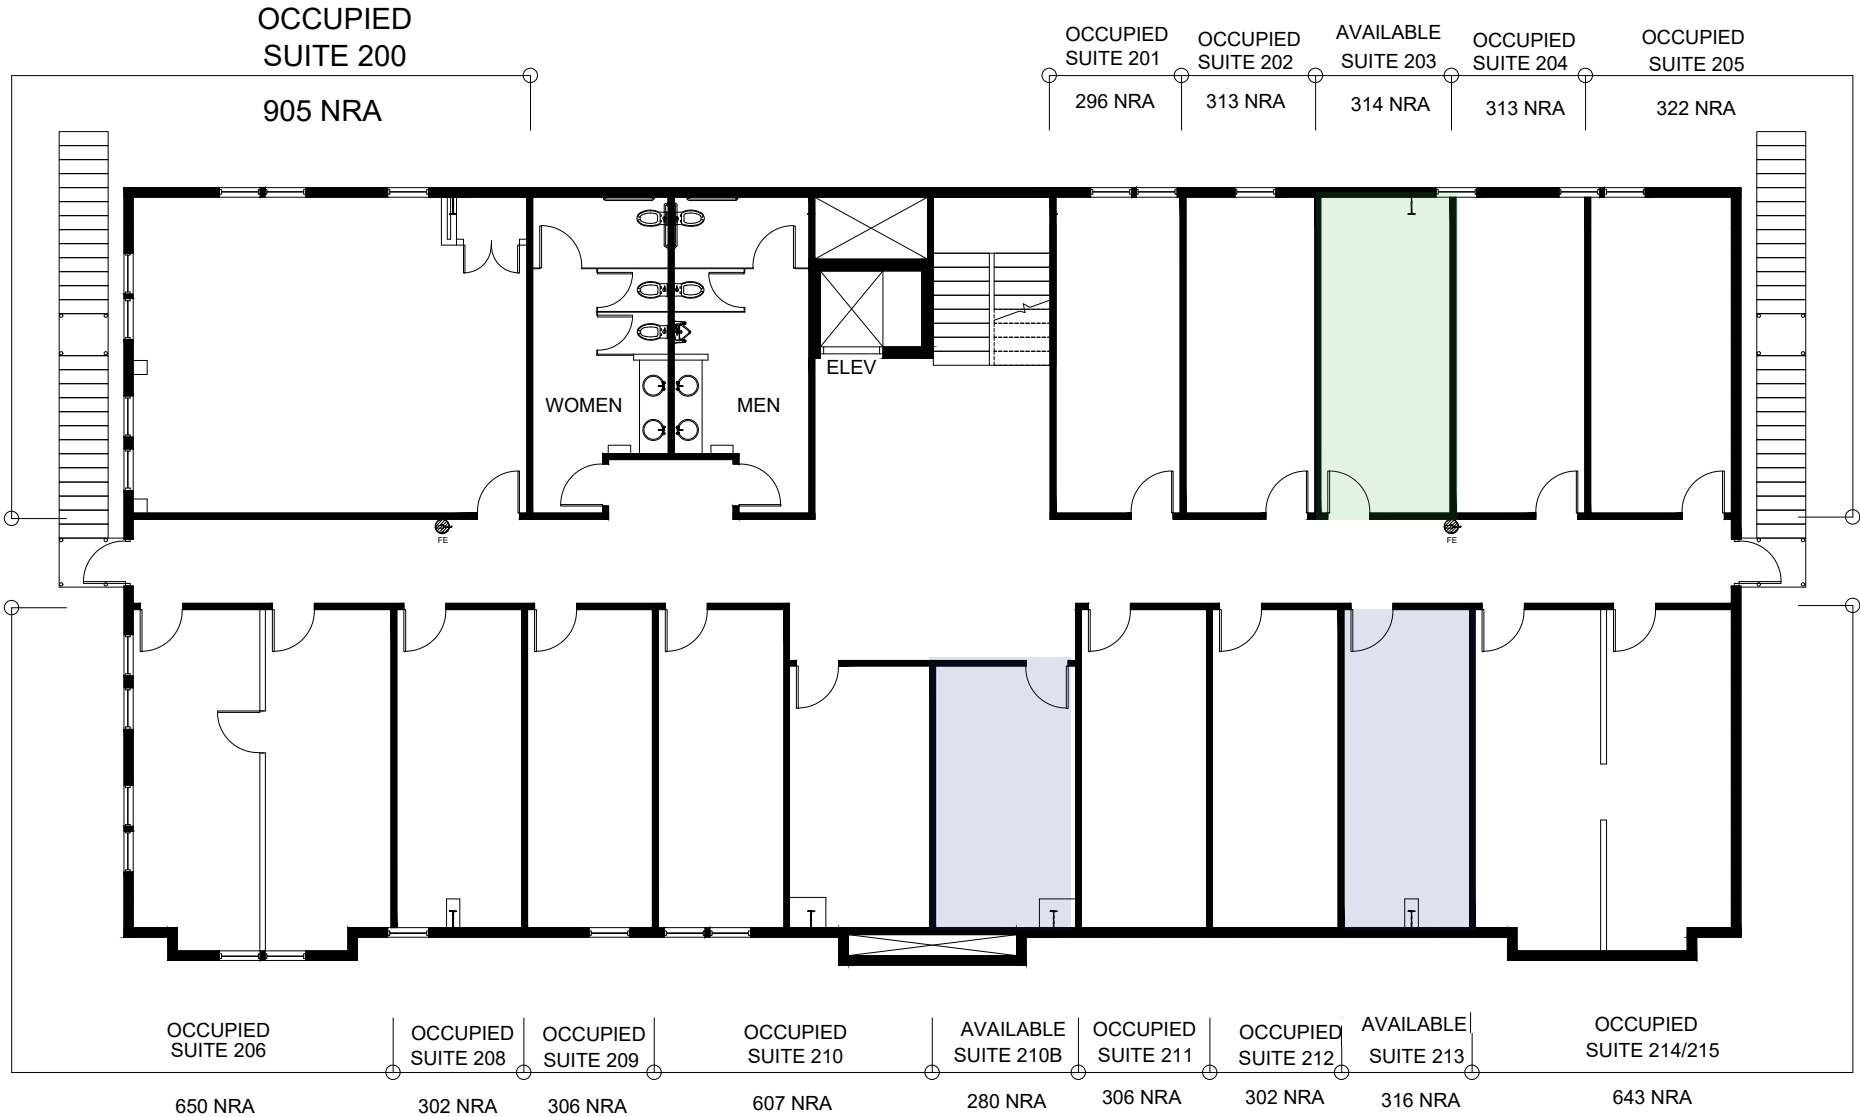 OCCUPIED
SUITE 200
905 NRA
OCCUPIED
SUITE 201
296 NRA
OCCUPIED
SUITE 202
313 NRA
AVAILABLE
SUITE 203
314 NRA
OCCUPIED
SUITE 204
313 NRA
OCCUPIED
SUITE 205
322 NRA
ELEV
WOMEN
MEN
FE
FE
OCCUPIED
SUITE 206
650 NRA
OCCUPIED
SUITE 208
302 NRA
OCCUPIED
SUITE 209
306 NRA
OCCUPIED
SUITE 210
607 NRA
AVAILABLE
SUITE 210B
280 NRA
OCCUPIED
SUITE 211
306 NRA
OCCUPIED
SUITE 212
302 NRA
AVAILABLE
SUITE 213
316 NRA
OCCUPIED
SUITE 214/215
643 NRA